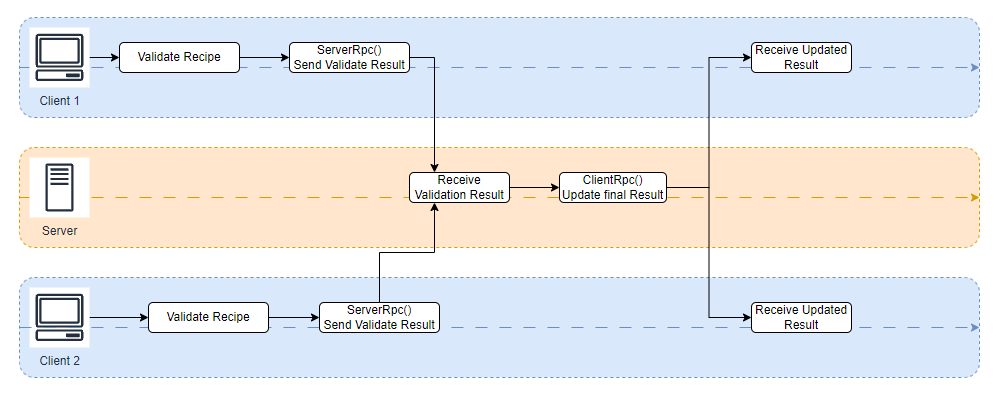 Validate Recipe
ServerRpc()
Send Validate Result
Receive Updated
Result
Client 1
Receive
Validation Result
ClientRpc()
Update final Result
Server
Validate Recipe
ServerRpc()
Send Validate Result
Receive Updated
Result
Client 2